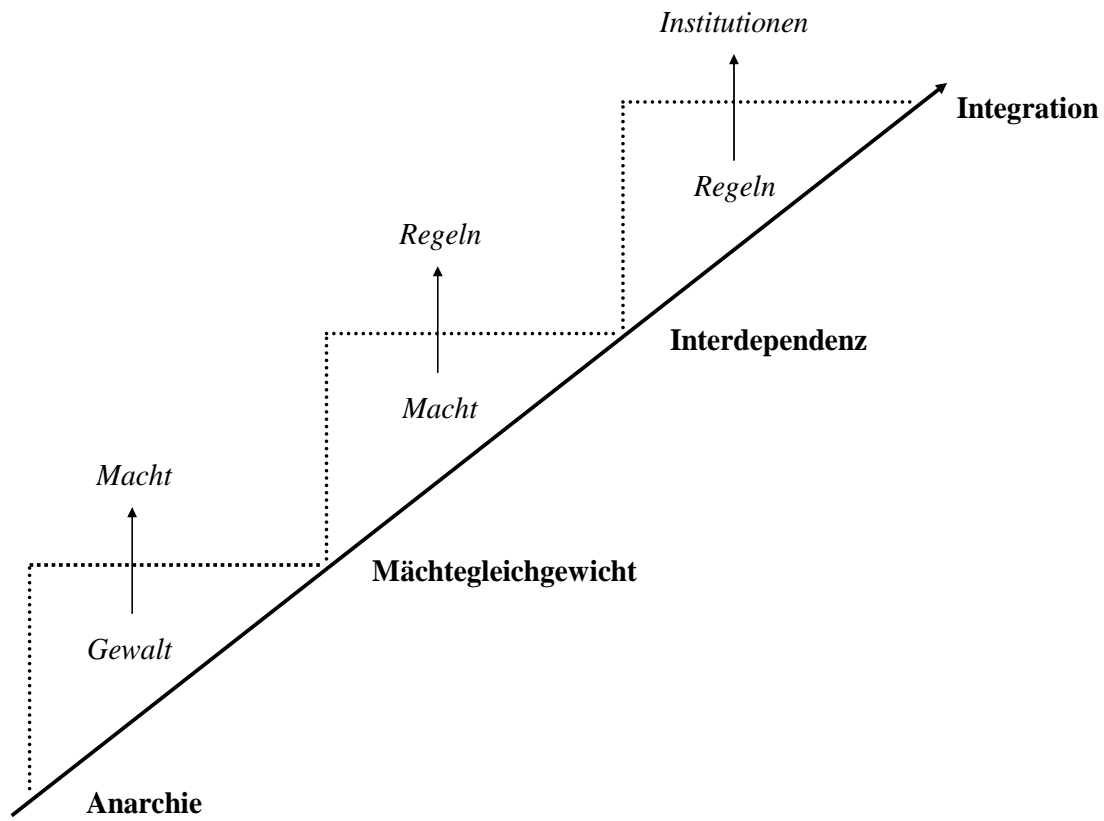 Institutionen
Integration
Regeln
Regeln
Interdependenz
Macht
Macht
Mächtegleichgewicht
Gewalt
Anarchie